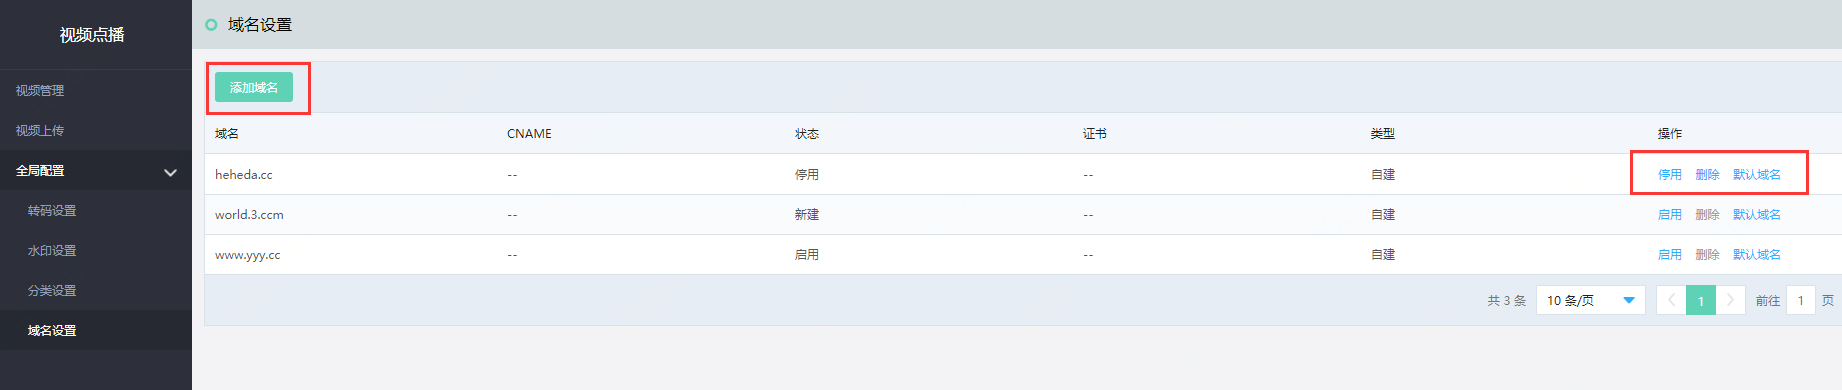 视频点播
视频管理
视频上传
全局配置
转码设置
水印设置
分类设置
域名设置
域名设置
添加域名
域名 CNAME 状态 证书 类型 操作
heheda.cc -- 停用 -- 自建 停用 删除 默认域名
world.3.ccm -- 新建 -- 自建 启用 删除 默认域名
www.yyy.cc -- 启用 -- 自建 启用 删除 默认域名
共 3 条 10 条/页 1 前往 1 页